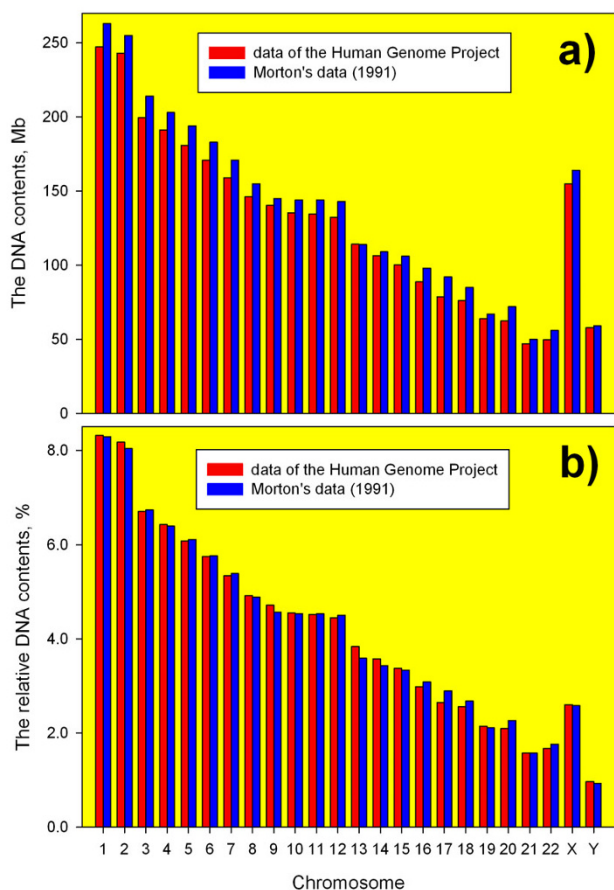 a)
data of the Human Genome Project
Morton's data (1991)
The DNA contents, Mb
250
200
150
100
50
0
b)
data of the Human Genome Project
Morton's data (1991)
The relative DNA contents, %
8.0
6.0
4.0
2.0
0.0
1 2 3 4 5 6 7 8 9 10 11 12 13 14 15 16 17 18 19 20 21 22 X Y
Chromosome